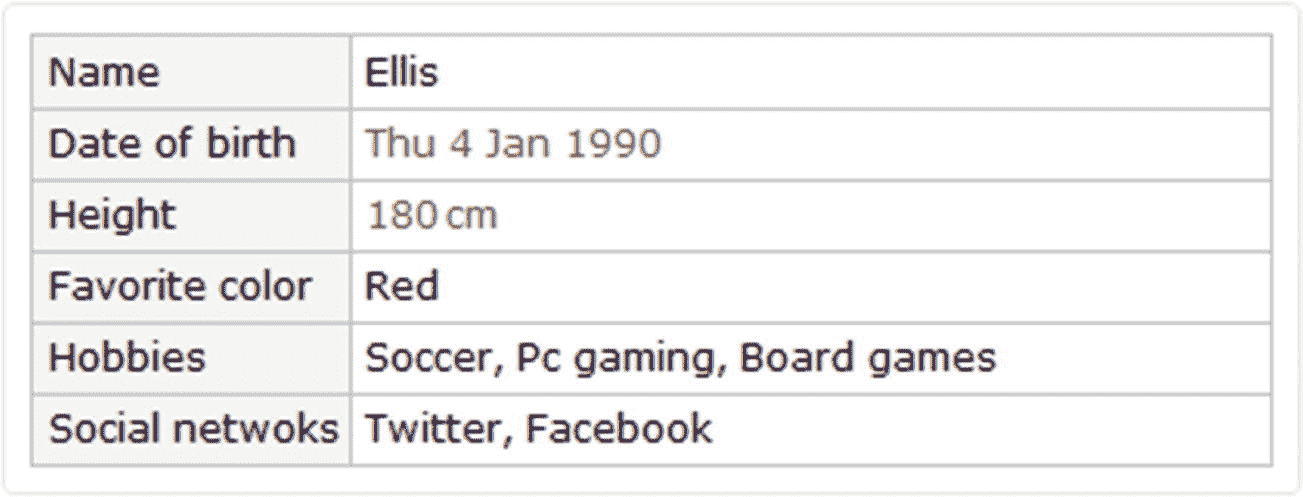 Name Ellis
Date of birth Thu 4 Jan 1990
Height 180 cm
Favorite color Red
Hobbies Soccer, Pc gaming, Board games
Social netwoks Twitter, Facebook